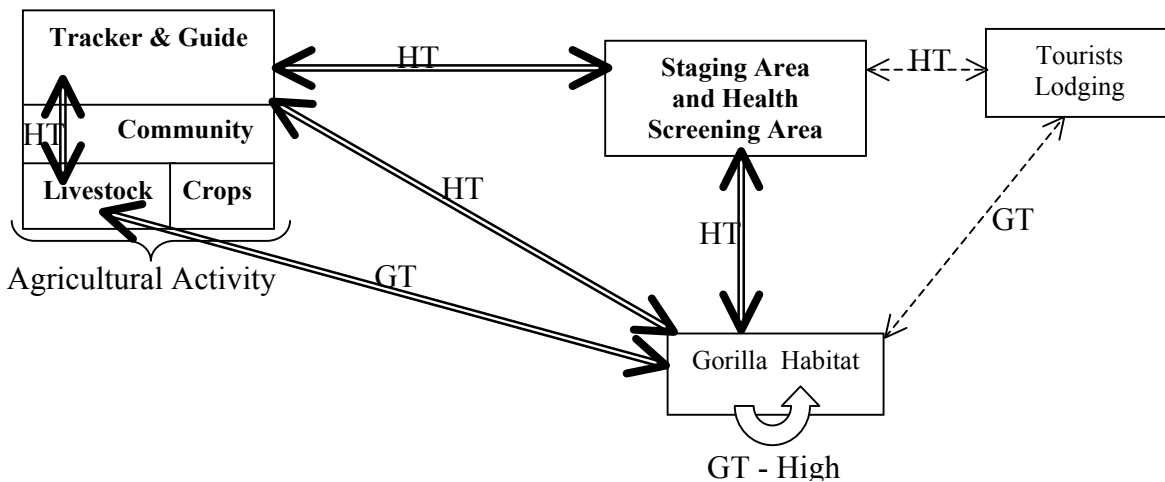 Tracker & Guide
HT
Staging Area
and Health
Screening Area
HT
Tourists
Lodging
HT
Community
Livestock
Crops
HT
HT
GT
Agricultural Activity
GT
Gorilla Habitat
GT - High